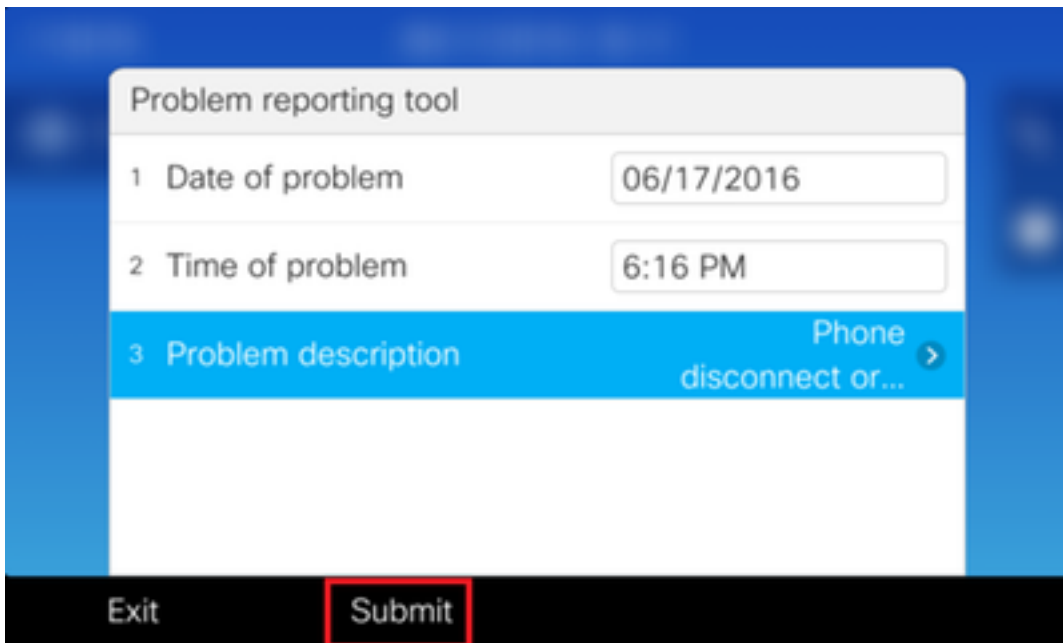 Problem reporting tool
1 Date of problem 06/17/2016
2 Time of problem 6:16 PM
3 Problem description Phone
disconnect or...
Exit Submit